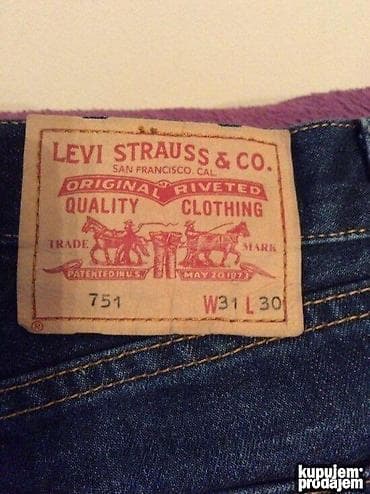 LEVI STRAUSS & CO.
SAN FRANCISCO. CAL.
ORIGINAL RIVETED
QUALITY CLOTHING
TRADE MARK
PATENTED IN U.S. MAY 20 1873
751 W31 L30
®
kupujem
prodajem